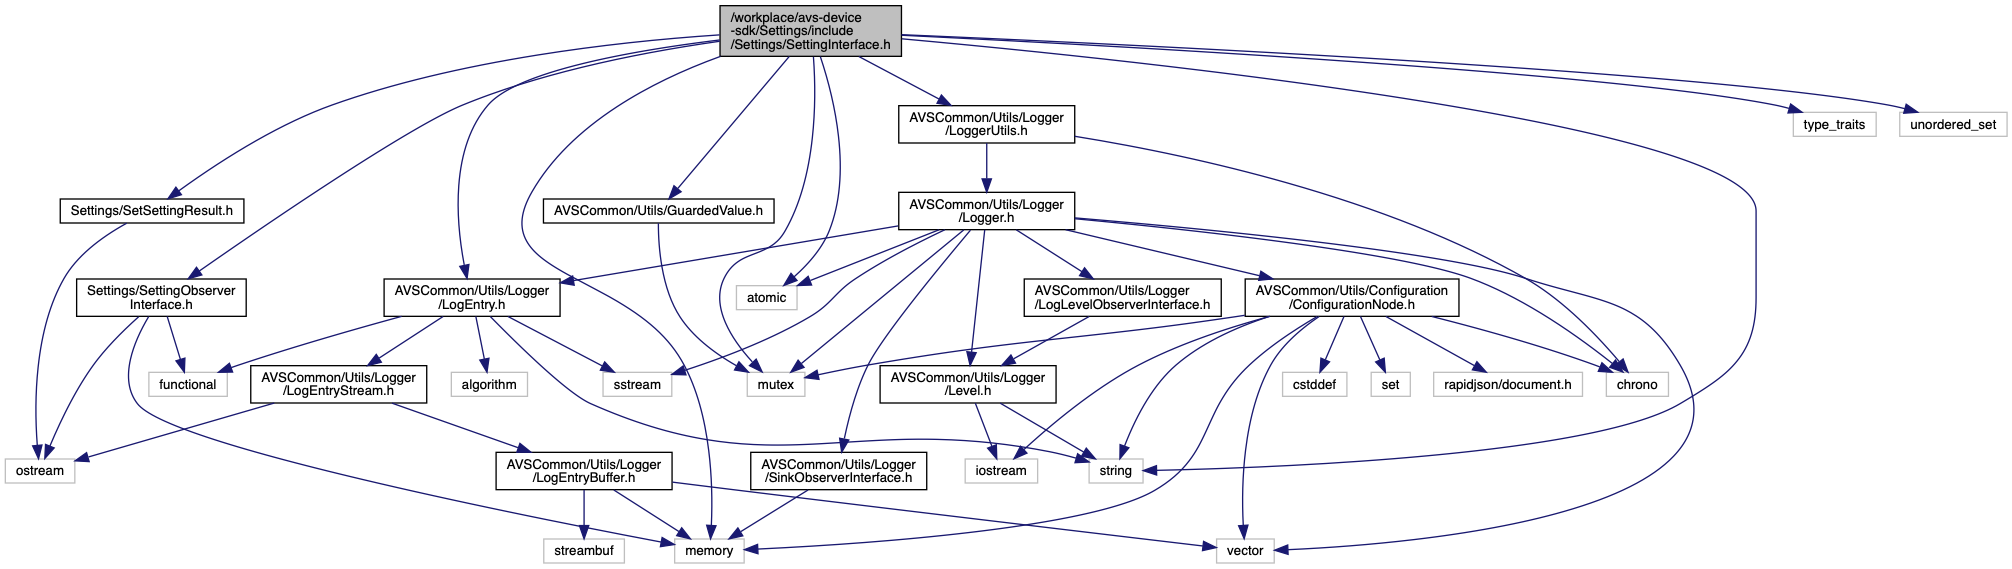 /workplace/avs-device
-sdk/Settings/include
/Settings/SettingInterface.h
AVSCommon/Utils/Logger
/LoggerUtils.h
type_traits
unordered_set
Settings/SetSettingResult.h
AVSCommon/Utils/GuardedValue.h
AVSCommon/Utils/Logger
/Logger.h
Settings/SettingObserver
Interface.h
AVSCommon/Utils/Logger
/LogEntry.h
atomic
AVSCommon/Utils/Logger
/LogLevelObserverInterface.h
AVSCommon/Utils/Configuration
/ConfigurationNode.h
functional
AVSCommon/Utils/Logger
/LogEntryStream.h
algorithm
sstream
mutex
AVSCommon/Utils/Logger
/Level.h
cstddef
set
rapidjson/document.h
chrono
ostream
AVSCommon/Utils/Logger
/LogEntryBuffer.h
AVSCommon/Utils/Logger
/SinkObserverInterface.h
iostream
string
streambuf
memory
vector